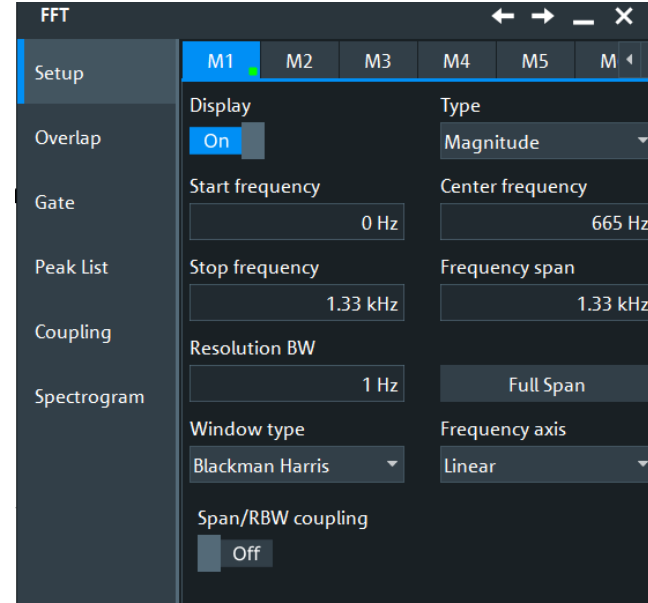 FFT
Setup
Overlap
Gate
Peak List
Coupling
Spectrogram
M1 M2 M3 M4 M5 M
Display Type
On Magnitude
Start frequency Center frequency
0 Hz 665 Hz
Stop frequency Frequency span
1.33 kHz 1.33 kHz
Resolution BW
1 Hz Full Span
Window type Frequency axis
Blackman Harris Linear
Span/RBW coupling
Off